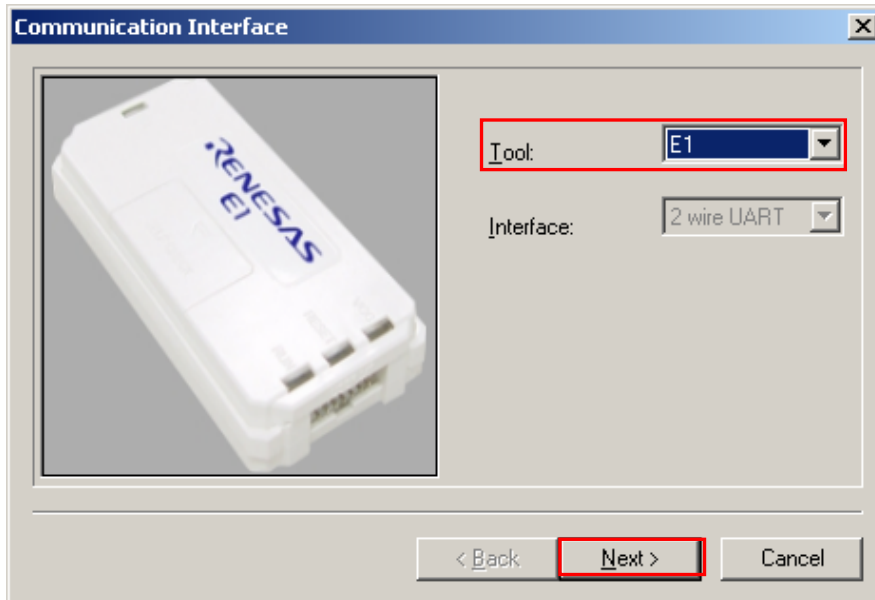 Communication Interface
RENESAS
E1
Tool:
E1
Interface:
2 wire UART
< Back
Next >
Cancel